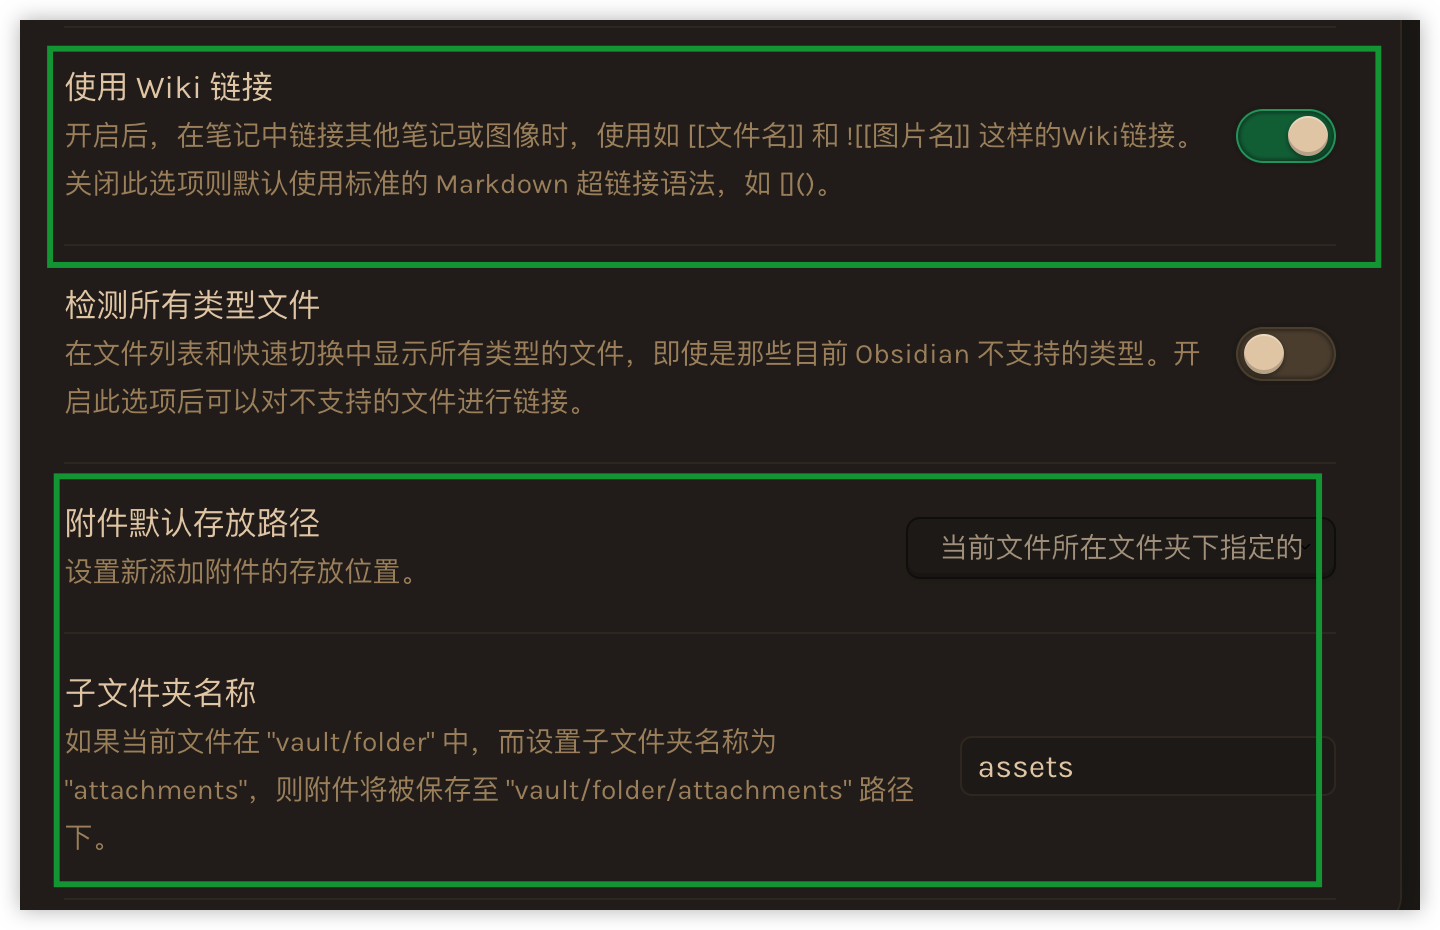 使用 Wiki 链接
开启后，在笔记中链接其他笔记或图像时，使用如 [[文件名]] 和 ![[图片名]] 这样的Wiki链接。
关闭此选项则默认使用标准的 Markdown 超链接语法，如 []()。
检测所有类型文件
在文件列表和快速切换中显示所有类型的文件，即使是那些目前 Obsidian 不支持的类型。开
启此选项后可以对不支持的文件进行链接。
附件默认存放路径
当前文件所在文件夹下指定的
设置新添加附件的存放位置。
子文件夹名称
如果当前文件在 "vault/folder" 中，而设置子文件夹名称为
"attachments"，则附件将被保存至 "vault/folder/attachments" 路径
下。
assets